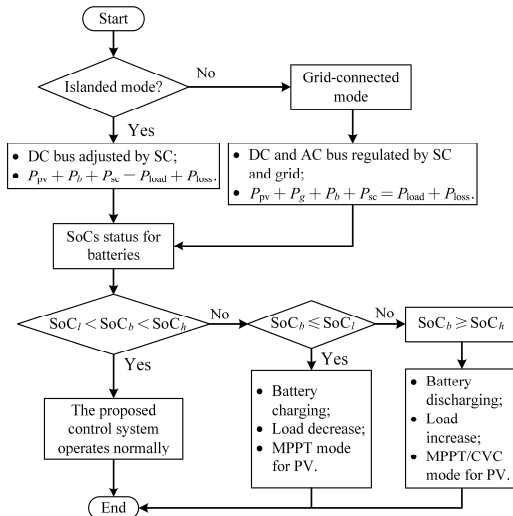 Start
Islanded mode?
No
Grid-connected
mode
Yes
• DC bus adjusted by SC;
• P_pv + P_b + P_sc − P_load + P_loss.
• DC and AC bus regulated by SC
and grid;
• P_pv + P_g + P_b + P_sc = P_load + P_loss.
SoCs status for
batteries
SoC_l < SoC_b < SoC_h
No
SoC_b ≤ SoC_l
No
SoC_b ≥ SoC_h
Yes
Yes
The proposed
control system
operates normally
• Battery
charging;
• Load decrease;
• MPPT mode
for PV.
• Battery
discharging;
• Load
increase;
• MPPT/CVC
mode for PV.
End